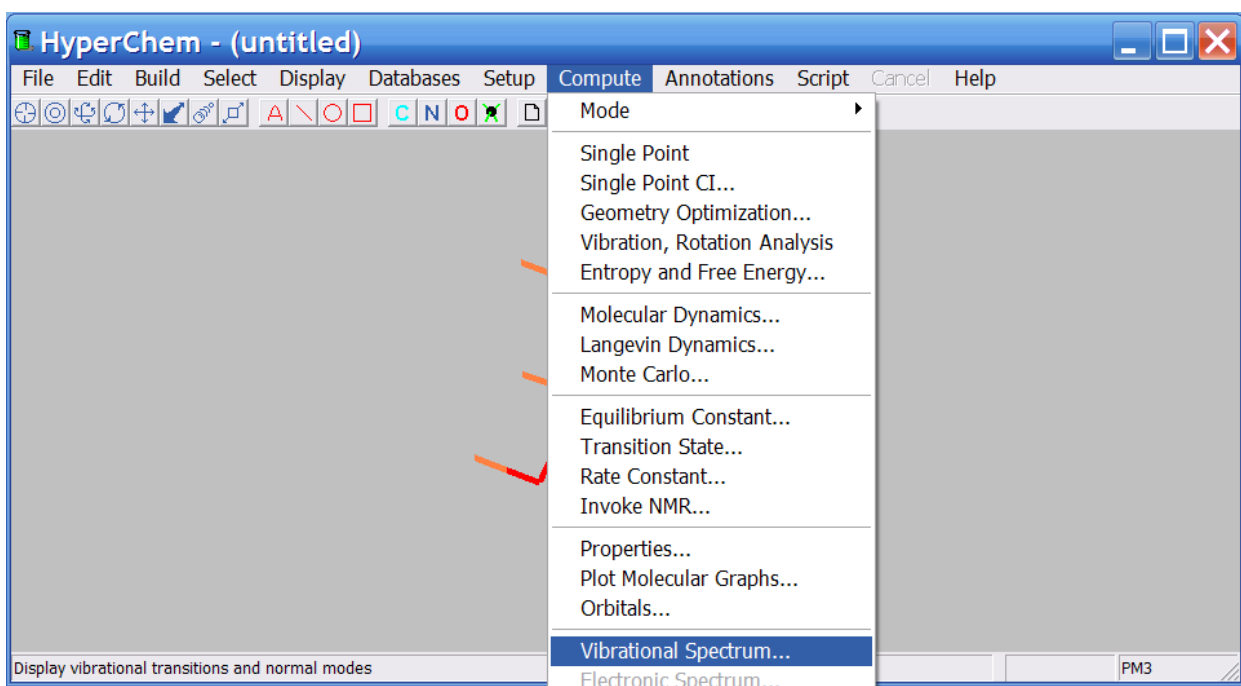 HyperChem - (untitled)
File Edit Build Select Display Databases Setup Compute Annotations Script Cancel Help
A C N O
Mode
Single Point
Single Point CI...
Geometry Optimization...
Vibration, Rotation Analysis
Entropy and Free Energy...
Molecular Dynamics...
Langevin Dynamics...
Monte Carlo...
Equilibrium Constant...
Transition State...
Rate Constant...
Invoke NMR...
Properties...
Plot Molecular Graphs...
Orbitals...
Vibrational Spectrum...
Electronic Spectrum...
Display vibrational transitions and normal modes
PM3